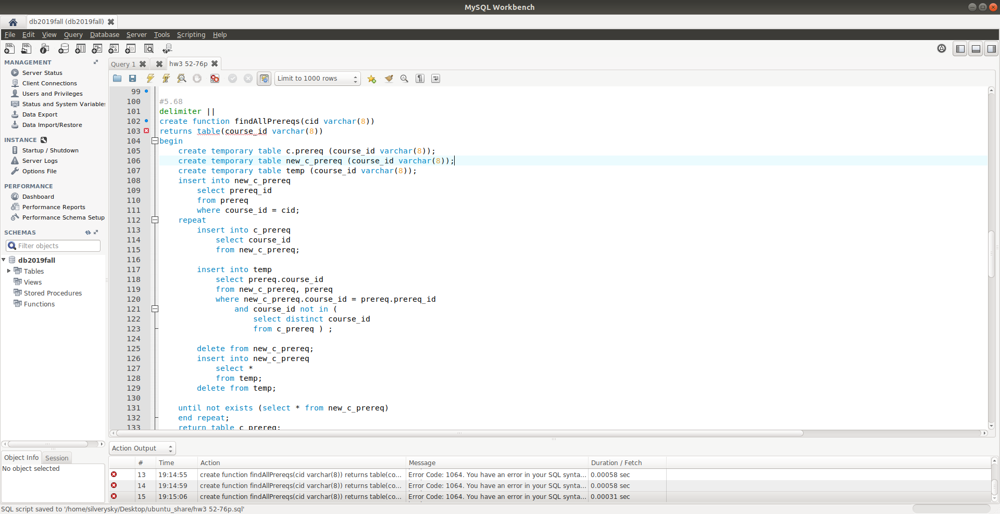 MySQL Workbench
db2019fall (db2019fall)
File Edit View Query Database Server Tools Scripting Help
MANAGEMENT
Server Status
Client Connections
Users and Privileges
Status and System Variables
Data Export
Data Import/Restore
INSTANCE
Startup / Shutdown
Server Logs
Options File
PERFORMANCE
Dashboard
Performance Reports
Performance Schema Setup
SCHEMAS
Filter objects
db2019fall
Tables
Views
Stored Procedures
Functions
Object Info Session
No object selected
Query 1 hw3 52-76p
Limit to 1000 rows
99
100 #5.68
101 delimiter ||
102 create function findAllPrereqs(cid varchar(8))
103 returns table(course_id varchar(8))
104 begin
105 create temporary table c.prereq (course_id varchar(8));
106 create temporary table new_c_prereq (course_id varchar(8));
107 create temporary table temp (course_id varchar(8));
108 insert into new_c_prereq
109 select prereq_id
110 from prereq
111 where course_id = cid;
112 repeat
113 insert into c_prereq
114 select course_id
115 from new_c_prereq;
116
117 insert into temp
118 select prereq.course_id
119 from new_c_prereq, prereq
120 where new_c_prereq.course_id = prereq.prereq_id
121 and course_id not in (
122 select distinct course_id
123 from c_prereq ) ;
124
125 delete from new_c_prereq;
126 insert into new_c_prereq
127 select *
128 from temp;
129 delete from temp;
130
131 until not exists (select * from new_c_prereq)
132 end repeat;
133 return table c_prereq;
Action Output
# Time Action Message Duration / Fetch
13 19:14:55 create function findAllPrereqs(cid varchar(8)) returns table(co... Error Code: 1064. You have an error in your SQL synta... 0.00058 sec
14 19:14:59 create function findAllPrereqs(cid varchar(8)) returns table(co... Error Code: 1064. You have an error in your SQL synta... 0.00058 sec
15 19:15:06 create function findAllPrereqs(cid varchar(8)) returns table(co... Error Code: 1064. You have an error in your SQL synta... 0.00031 sec
SQL script saved to '/home/silverysky/Desktop/ubuntu_share/hw3 52-76p.sql'